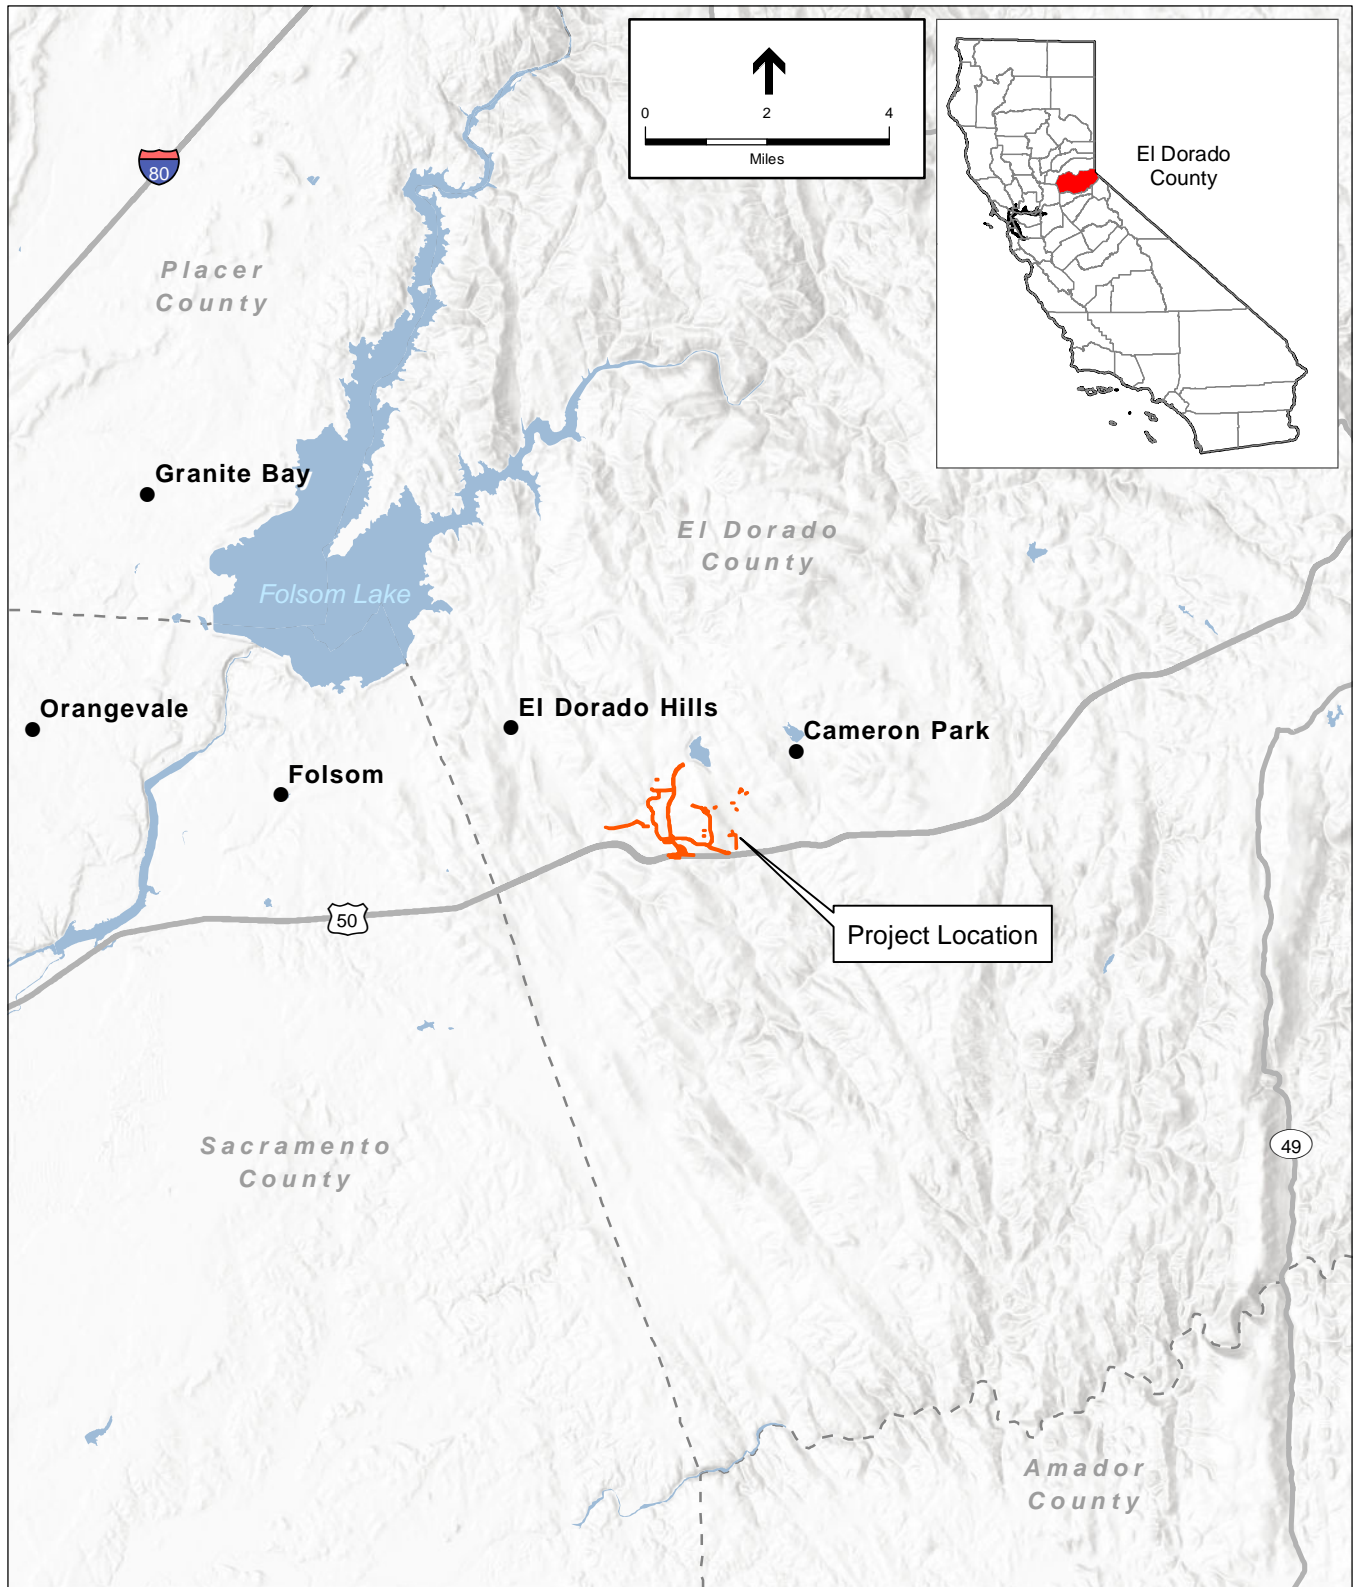 0
2
4
Miles
El Dorado
County
80
Placer
County
Granite Bay
El Dorado
County
Folsom Lake
Orangevale
El Dorado Hills
Cameron Park
Folsom
50
Project Location
Sacramento
County
49
Amador
County